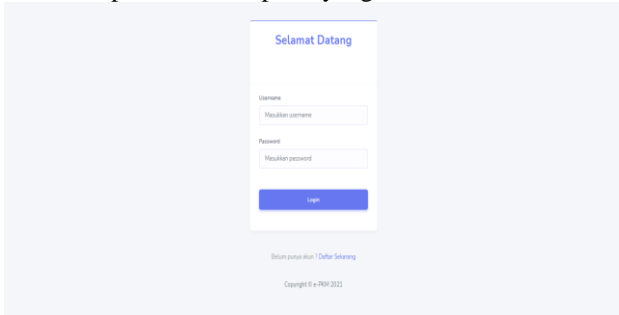 Selamat Datang
Username
Masukkan username
Password
Masukkan password
Login
Belum punya akun ? Daftar Sekarang
Copyright © e-PKM 2021